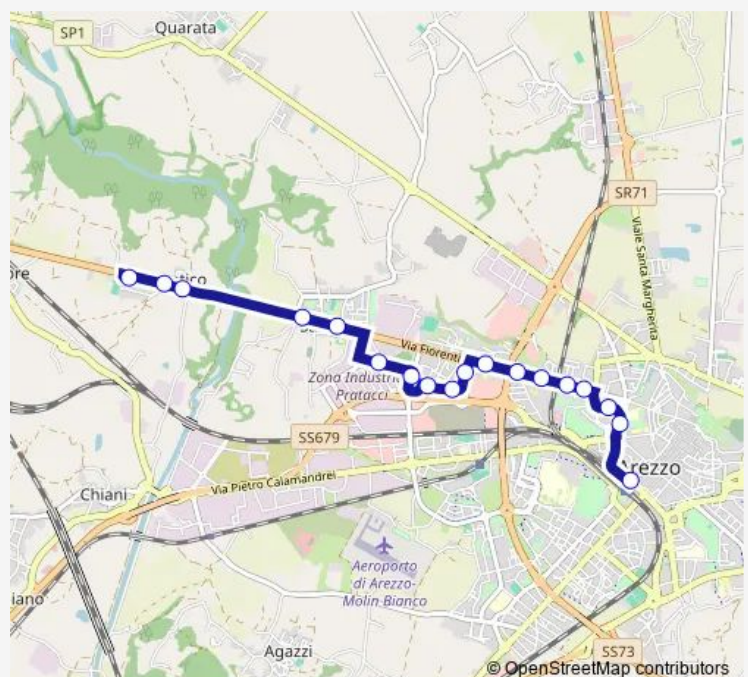 SP1
Quarata
SR71
Viale Santa Margherita
Via Fiorenti
Zona Industri
Pratacci
SS679
Arezzo
Via Pietro Calamandrei
Chiani
Aeroporto
di Arezzo-
Molin Bianco
Agazzi
SS73
© OpenStreetMap contributors